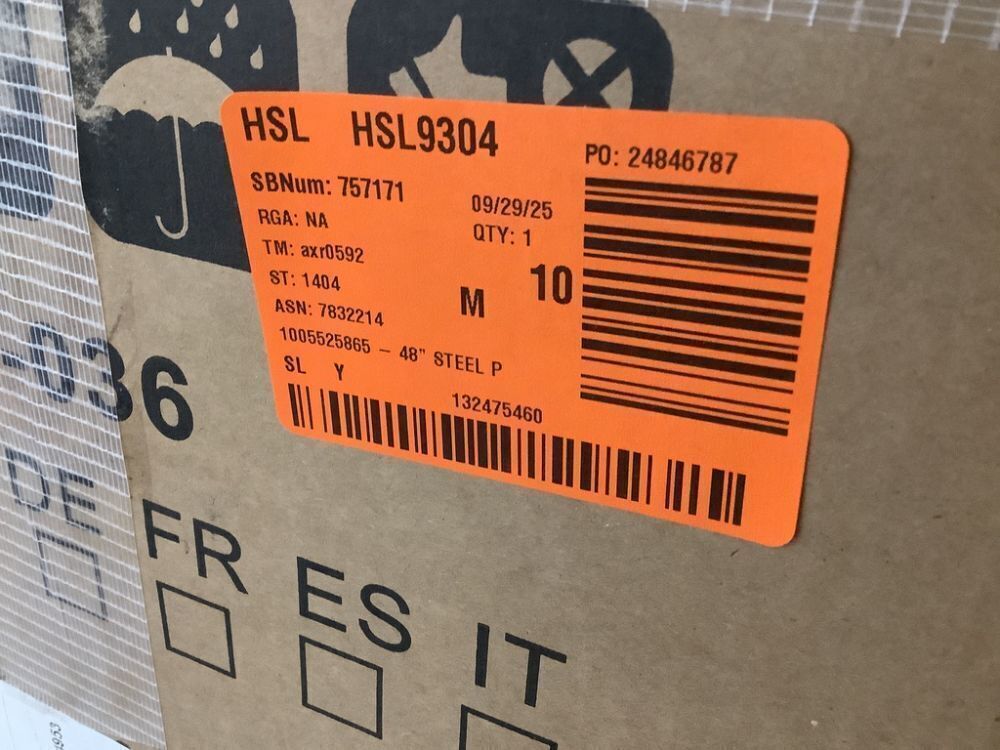 HSL HSL9304
PO: 24846787
SBNum: 757171
09/29/25
RGA: NA
QTY: 1
TM: axr0592
ST: 1404
M 10
ASN: 7832214
1005525865 – 48" STEEL P
SL Y
132475460
-036
DE
FR
ES
IT